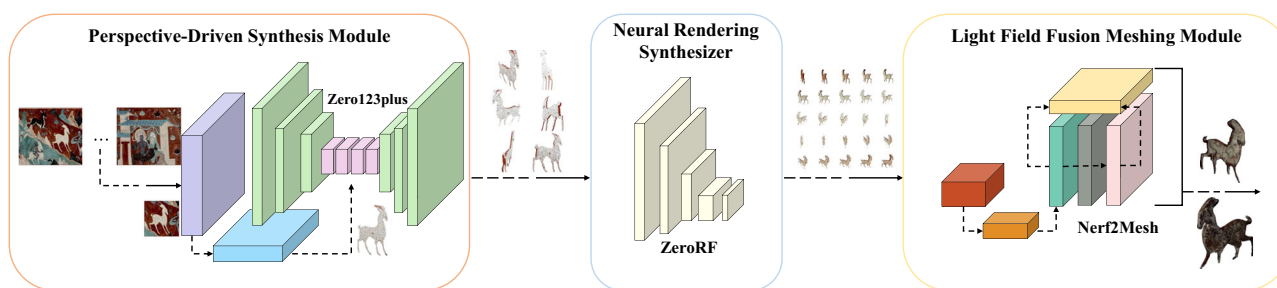 Perspective-Driven Synthesis Module
Zero123plus
...
Neural Rendering
Synthesizer
ZeroRF
Light Field Fusion Meshing Module
Nerf2Mesh